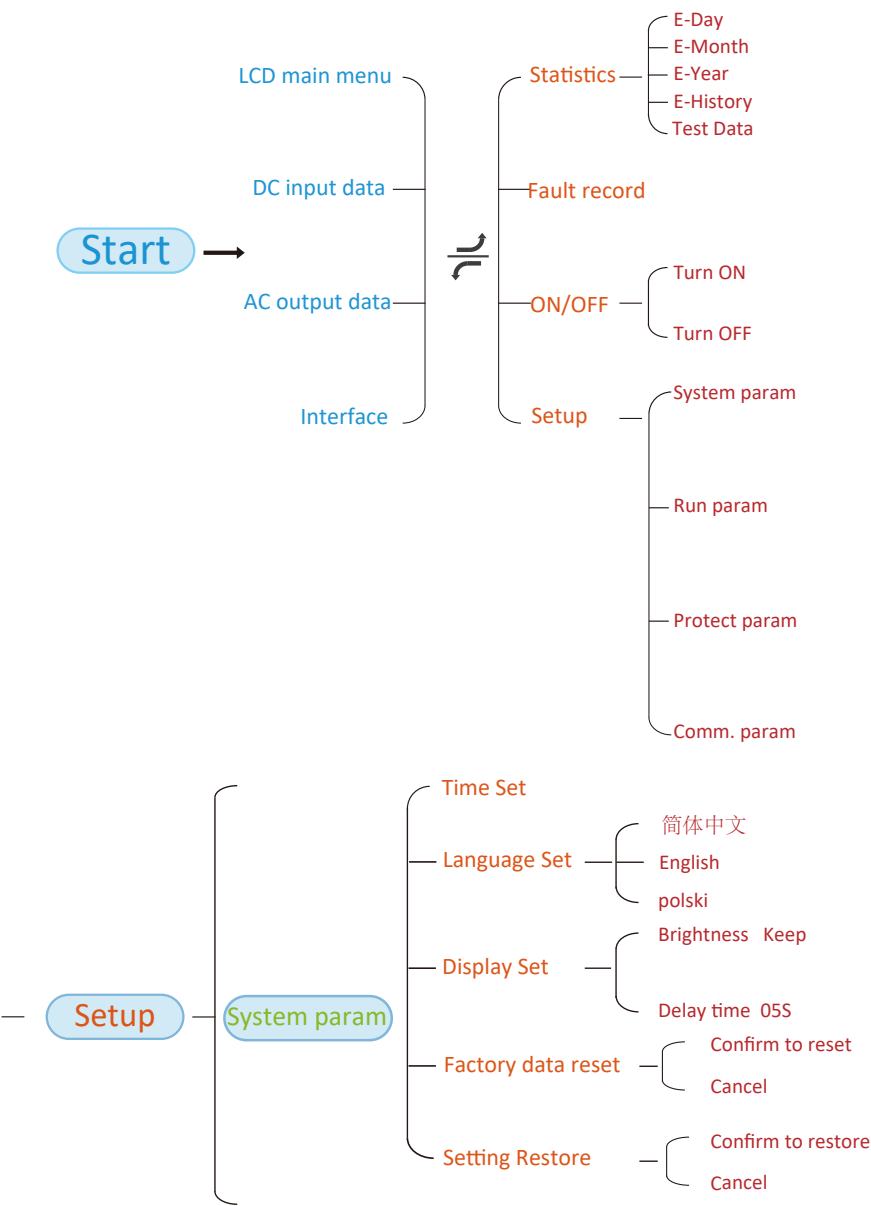 Start
LCD main menu
DC input data
AC output data
Interface
Statistics
E-Day
E-Month
E-Year
E-History
Test Data
Fault record
ON/OFF
Turn ON
Turn OFF
Setup
System param
Run param
Protect param
Comm. param
Setup
System param
Time Set
Language Set
简体中文
English
polski
Display Set
Brightness Keep
Delay time 05S
Factory data reset
Confirm to reset
Cancel
Setting Restore
Confirm to restore
Cancel